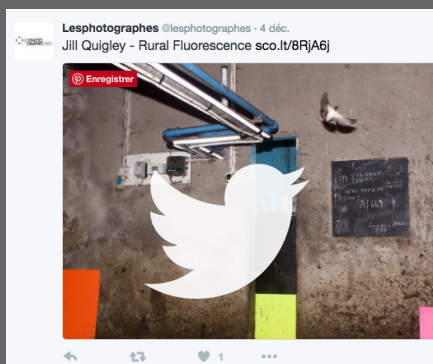 Lesphotographes @lesphotographes · 4 déc.
Jill Quigley - Rural Fluorescence sco.lt/8RjA6j
Enregistrer
1